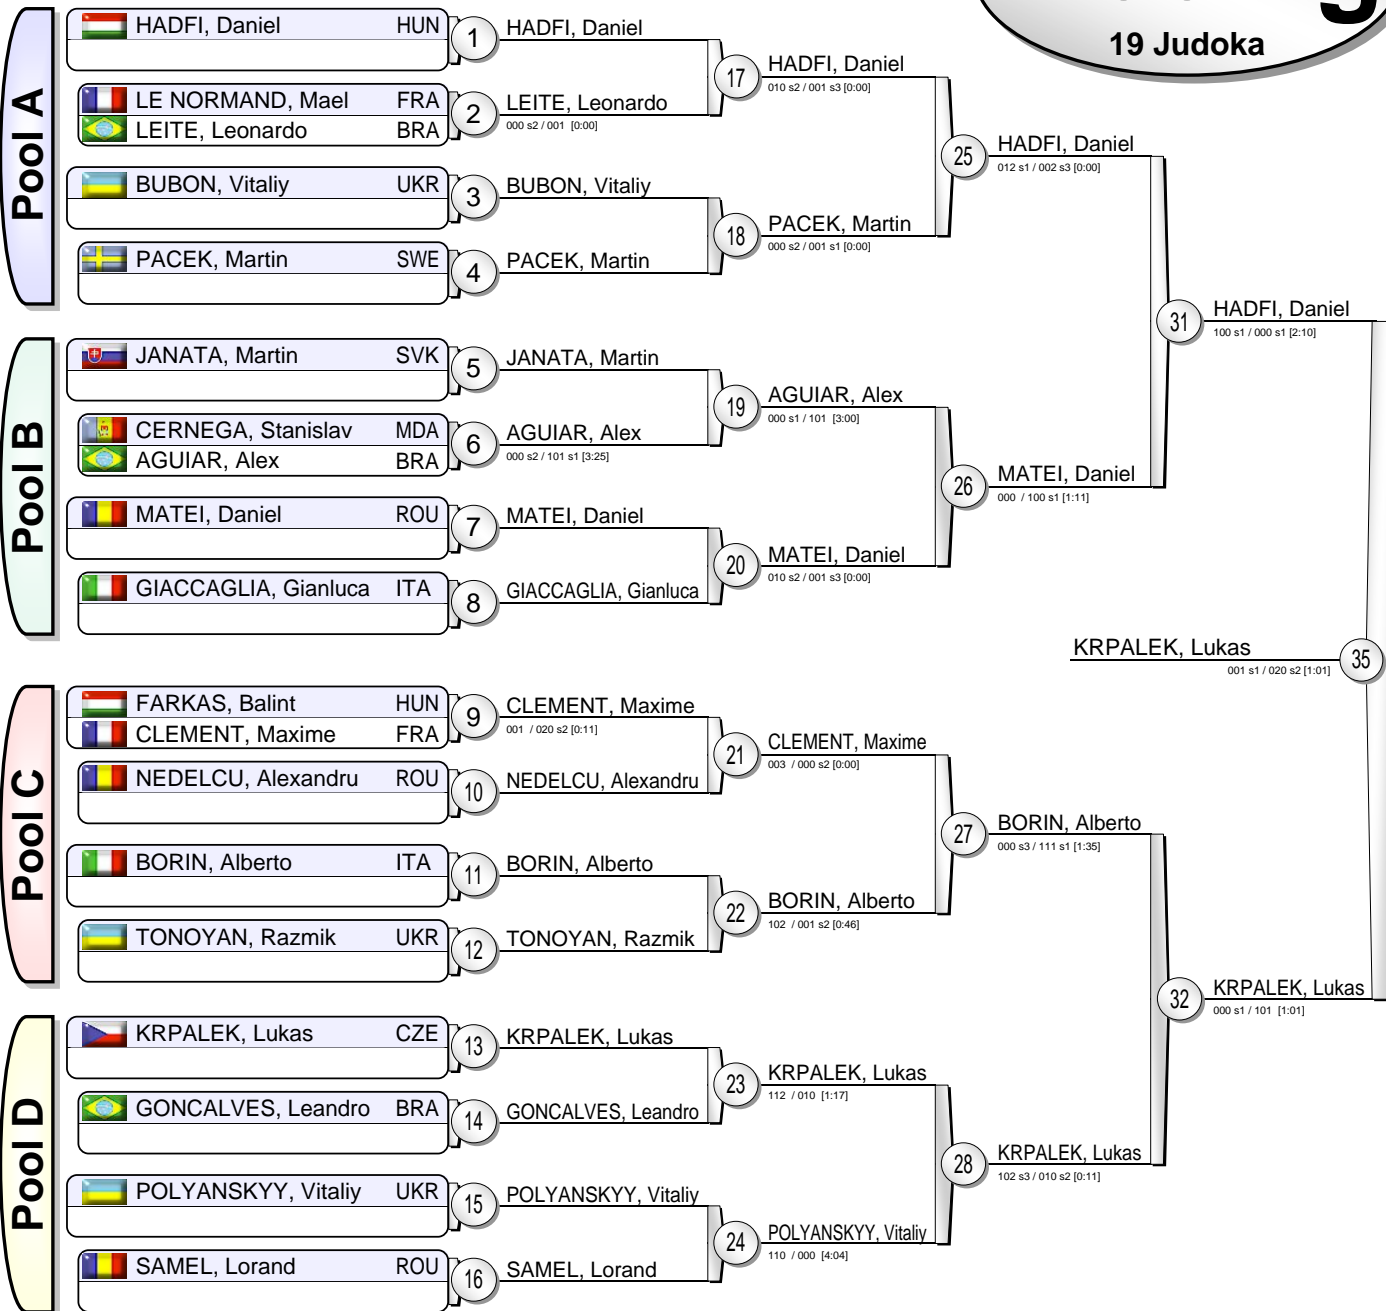 19 Judoka
Pool A
HADFI, Daniel HUN
LE NORMAND, Mael FRA
LEITE, Leonardo BRA
BUBON, Vitaliy UKR
PACEK, Martin SWE
1
2
3
4
HADFI, Daniel
LEITE, Leonardo
000 s2 / 001 [0:00]
BUBON, Vitaliy
PACEK, Martin
17
18
HADFI, Daniel
010 s2 / 001 s3 [0:00]
PACEK, Martin
000 s2 / 001 s1 [0:00]
25
HADFI, Daniel
012 s1 / 002 s3 [0:00]
Pool B
JANATA, Martin SVK
CERNEGA, Stanislav MDA
AGUIAR, Alex BRA
MATEI, Daniel ROU
GIACCAGLIA, Gianluca ITA
5
6
7
8
JANATA, Martin
AGUIAR, Alex
000 s2 / 101 s1 [3:25]
MATEI, Daniel
GIACCAGLIA, Gianluca
19
20
AGUIAR, Alex
000 s1 / 101 [3:00]
MATEI, Daniel
010 s2 / 001 s3 [0:00]
26
MATEI, Daniel
000 / 100 s1 [1:11]
31
HADFI, Daniel
100 s1 / 000 s1 [2:10]
KRPALEK, Lukas
001 s1 / 020 s2 [1:01]
35
Pool C
FARKAS, Balint HUN
CLEMENT, Maxime FRA
NEDELCU, Alexandru ROU
BORIN, Alberto ITA
TONOYAN, Razmik UKR
9
10
11
12
CLEMENT, Maxime
001 / 020 s2 [0:11]
NEDELCU, Alexandru
BORIN, Alberto
TONOYAN, Razmik
21
22
CLEMENT, Maxime
003 / 000 s2 [0:00]
BORIN, Alberto
102 / 001 s2 [0:46]
27
BORIN, Alberto
000 s3 / 111 s1 [1:35]
32
KRPALEK, Lukas
000 s1 / 101 [1:01]
Pool D
KRPALEK, Lukas CZE
GONCALVES, Leandro BRA
POLYANSKYY, Vitaliy UKR
SAMEL, Lorand ROU
13
14
15
16
KRPALEK, Lukas
GONCALVES, Leandro
POLYANSKYY, Vitaliy
SAMEL, Lorand
23
24
KRPALEK, Lukas
112 / 010 [1:17]
POLYANSKYY, Vitaliy
110 / 000 [4:04]
28
KRPALEK, Lukas
102 s3 / 010 s2 [0:11]